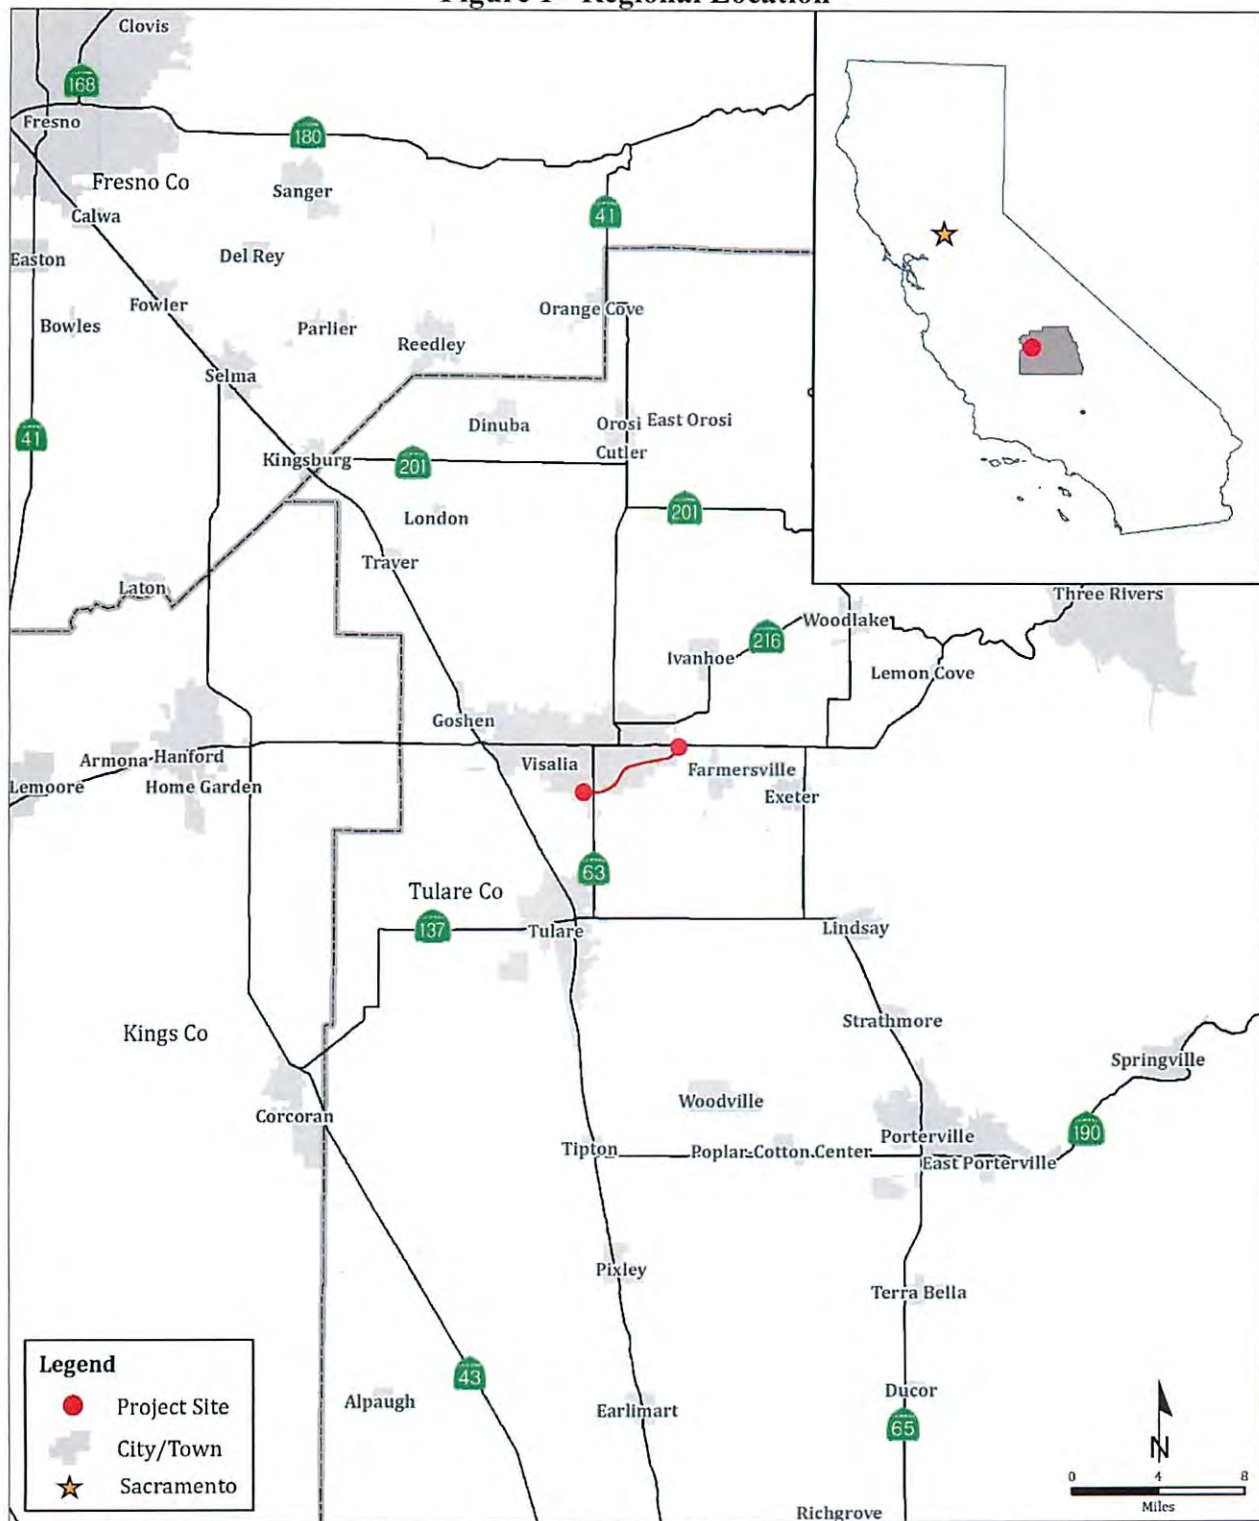 Figure 1 - Regional Location
Clovis
168
Fresno
180
Fresno Co
Sanger
Calwa
41
Easton
Del Rey
Fowler
Orange Cove
Bowles
Parlier
Reedley
Selma
Dinuba
Orosi
East Orosi
41
Cutler
Kingsburg
201
London
201
Traver
Laton
Three Rivers
Woodlake
216
Ivanhoe
Lemon Cove
Goshen
Armona
Hanford
Visalia
Farmersville
Lemoore
Home Garden
Exeter
63
Tulare Co
137
Tulare
Lindsay
Kings Co
Strathmore
Springville
Woodville
Corcoran
Porterville
190
Tipton
Poplar-Cotton Center
East Porterville
Pixley
Terra Bella
Legend
Project Site
City/Town
Sacramento
43
Alpaugh
Earlimart
Ducor
65
N
0 4 8
Miles
Richgrove